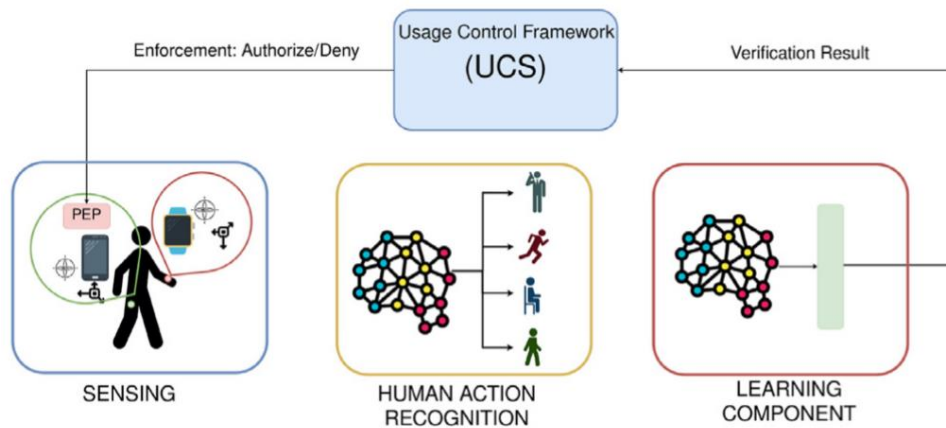 Usage Control Framework
(UCS)
Enforcement: Authorize/Deny
Verification Result
PEP
SENSING
HUMAN ACTION
RECOGNITION
LEARNING
COMPONENT